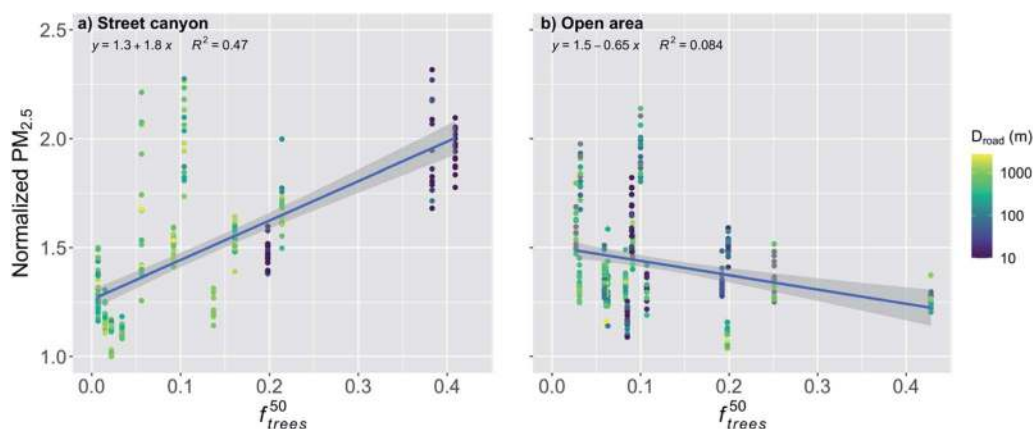 a) Street canyon
y = 1.3 + 1.8 x R² = 0.47
b) Open area
y = 1.5 − 0.65 x R² = 0.084
Normalized PM₂.₅
2.5
2.0
1.5
1.0
0.0 0.1 0.2 0.3 0.4
0.0 0.1 0.2 0.3 0.4
f⁵⁰trees
f⁵⁰trees
Droad (m)
1000
100
10